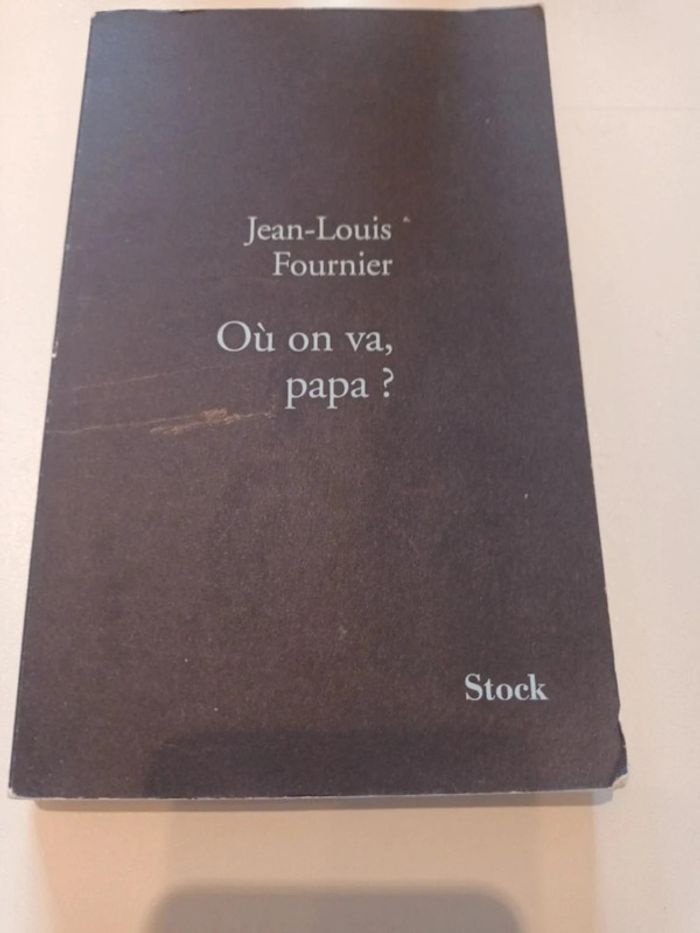 Jean-Louis
Fournier
Où on va,
papa ?
Stock